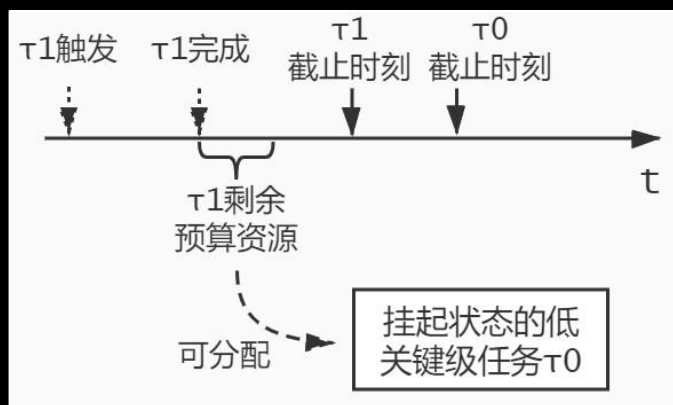 τ1触发
τ1完成
τ1
截止时刻
τ0
截止时刻
t
τ1剩余
预算资源
可分配
挂起状态的低
关键级任务τ0